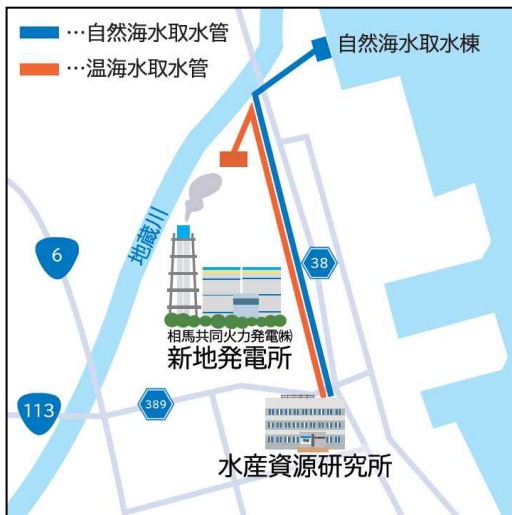 …自然海水取水管
…温海水取水管
自然海水取水棟
地蔵川
6
38
相馬共同火力発電㈱
新地発電所
389
113
水産資源研究所